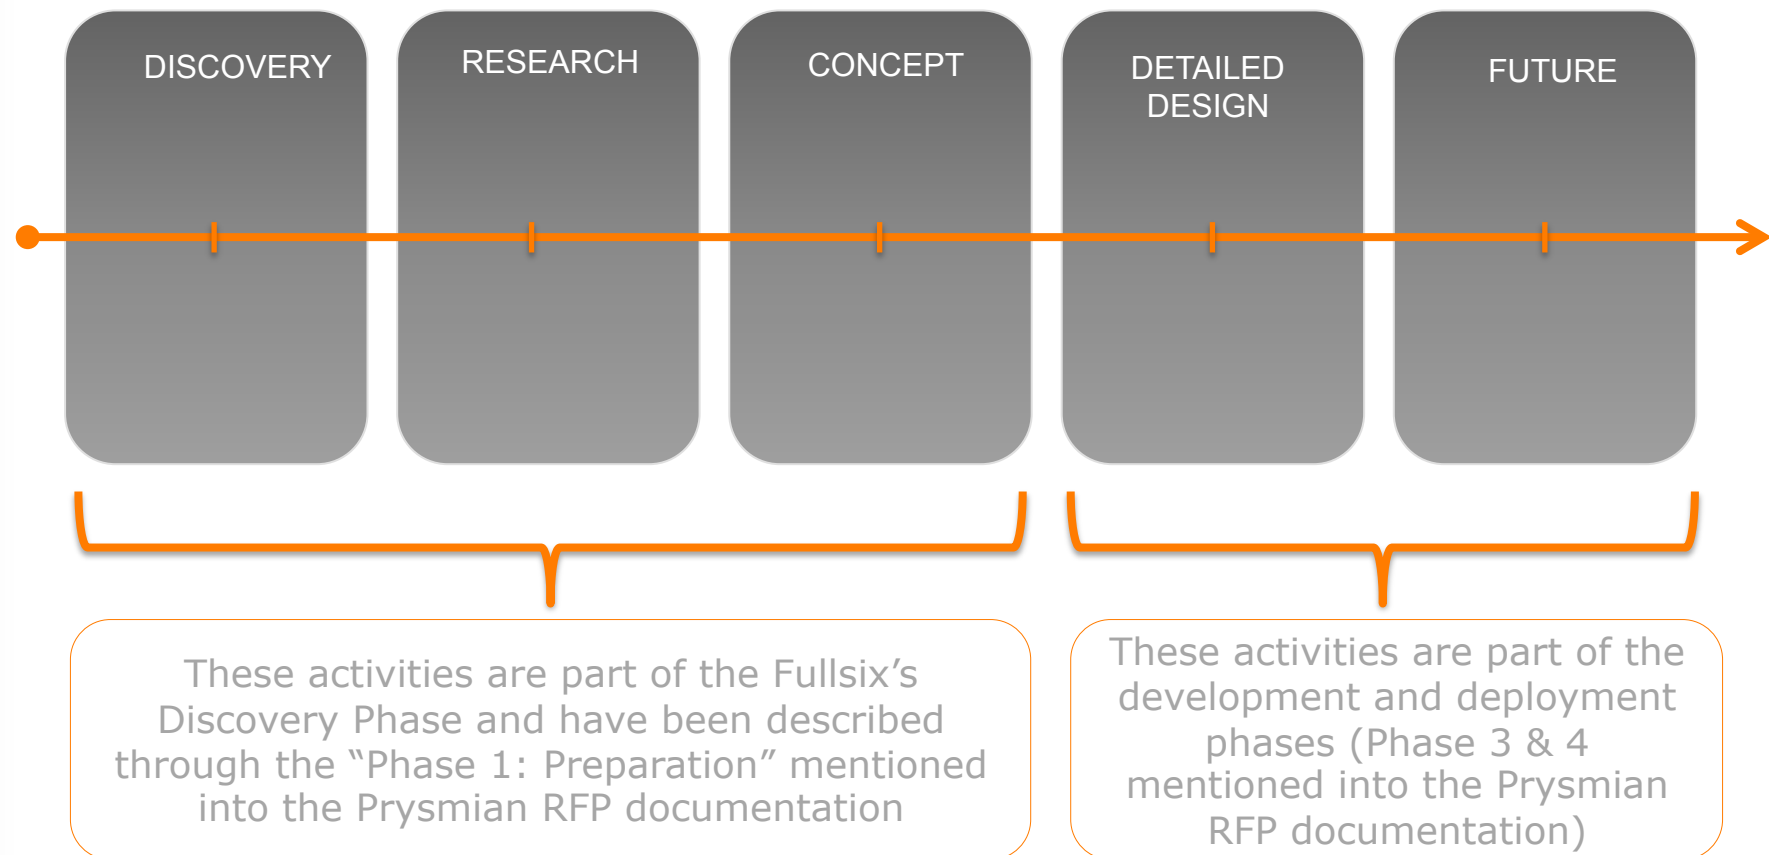 DISCOVERY
RESEARCH
CONCEPT
DETAILED
DESIGN
FUTURE
These activities are part of the Fullsix’s
Discovery Phase and have been described
through the “Phase 1: Preparation” mentioned
into the Prysmian RFP documentation
These activities are part of the
development and deployment
phases (Phase 3 & 4
mentioned into the Prysmian
RFP documentation)